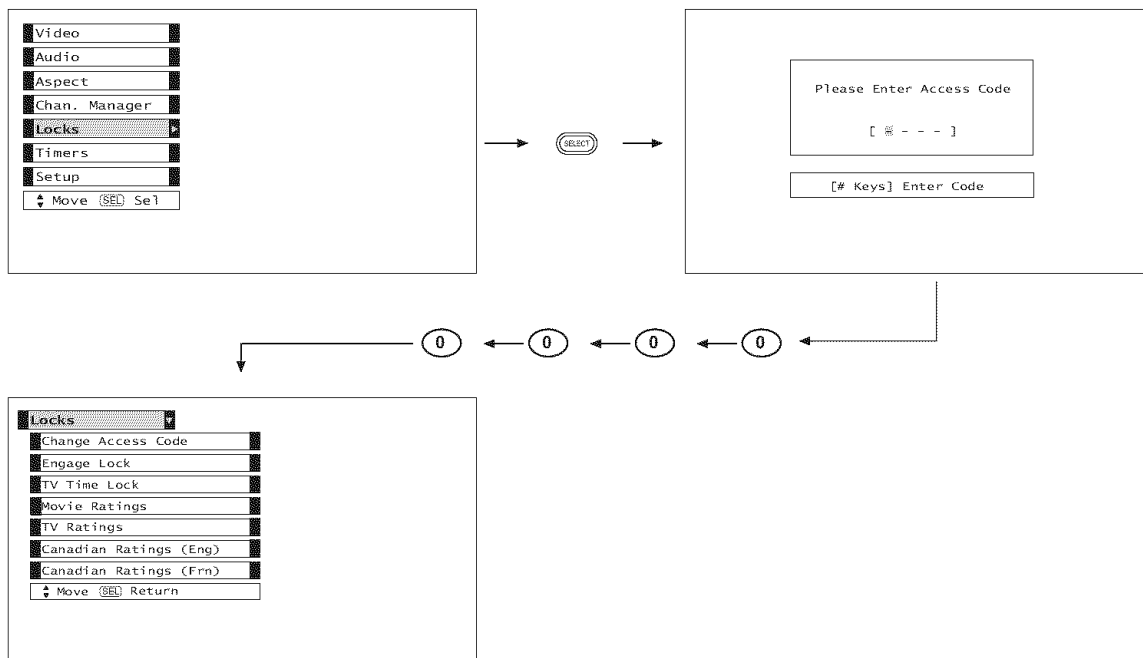 Video
Audio
Aspect
Chan. Manager
Locks
Timers
Setup
Move SEL Sel
SELECT
Please Enter Access Code
[ - - - ]
[# Keys] Enter Code
0 0 0 0
Locks
Change Access Code
Engage Lock
TV Time Lock
Movie Ratings
TV Ratings
Canadian Ratings (Eng)
Canadian Ratings (Frn)
Move SEL Return